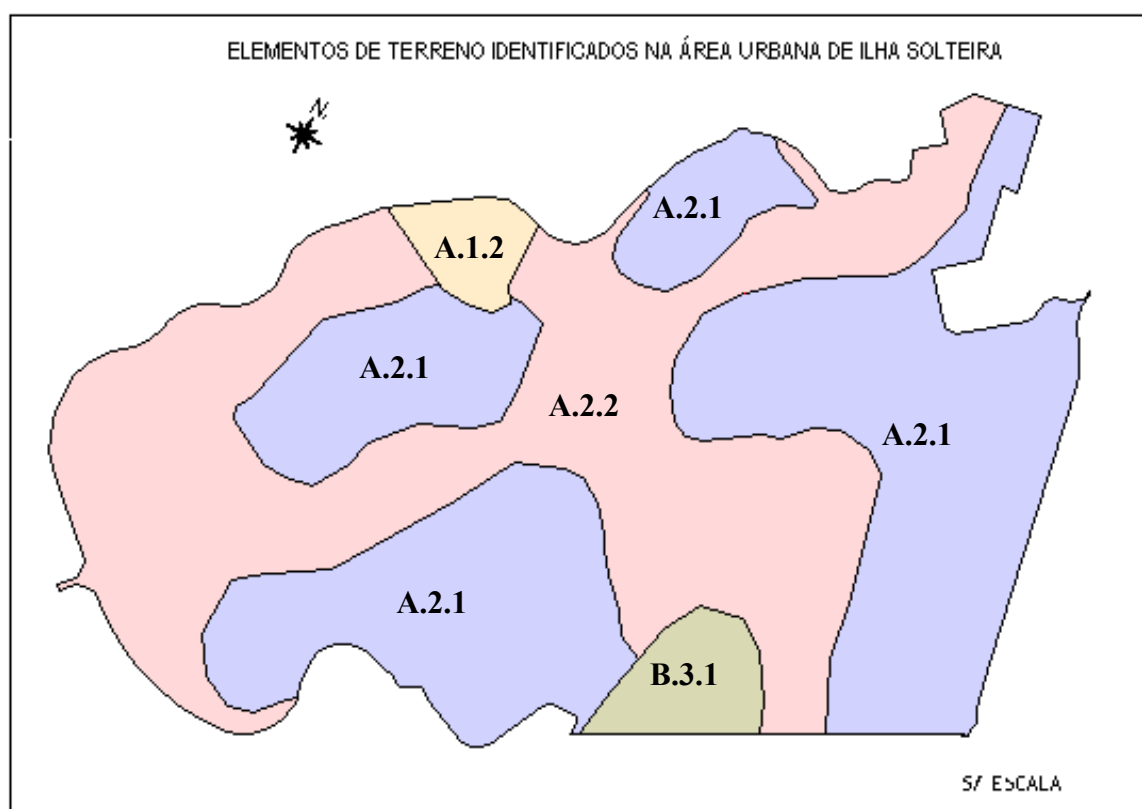 ELEMENTOS DE TERRENO IDENTIFICADOS NA ÁREA URBANA DE ILHA SOLTEIRA
N
A.2.1
A.1.2
A.2.1
A.2.2
A.2.1
A.2.1
B.3.1
S/ ESCALA